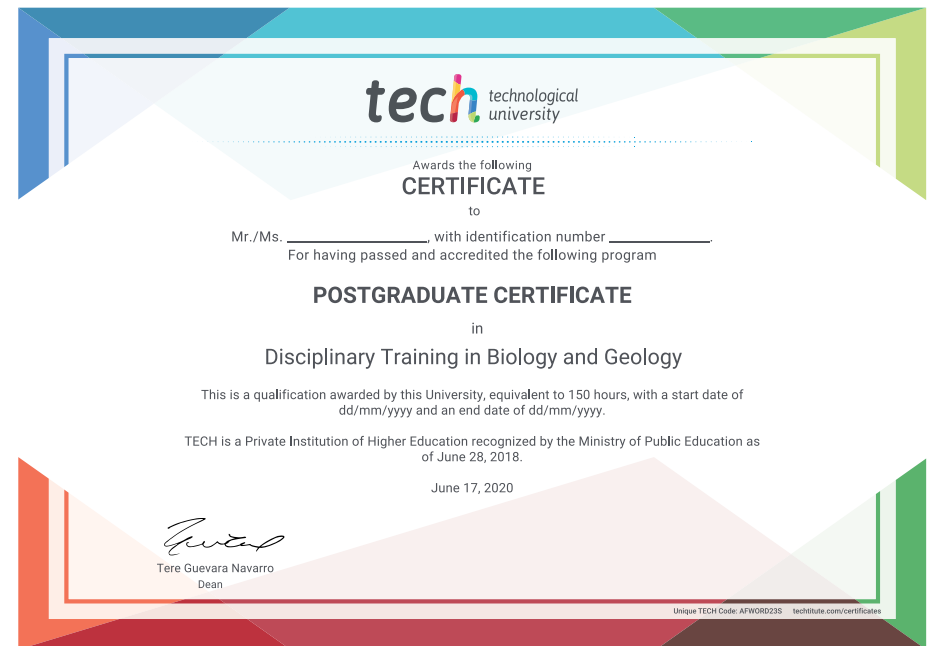 tech technological
university
Awards the following
CERTIFICATE
to
Mr./Ms. ____________________, with identification number ______________.
For having passed and accredited the following program
POSTGRADUATE CERTIFICATE
in
Disciplinary Training in Biology and Geology
This is a qualification awarded by this University, equivalent to 150 hours, with a start date of
dd/mm/yyyy and an end date of dd/mm/yyyy.
TECH is a Private Institution of Higher Education recognized by the Ministry of Public Education as
of June 28, 2018.
June 17, 2020
Tere Guevara Navarro
Dean
Unique TECH Code: AFWORD23S techtitute.com/certificates